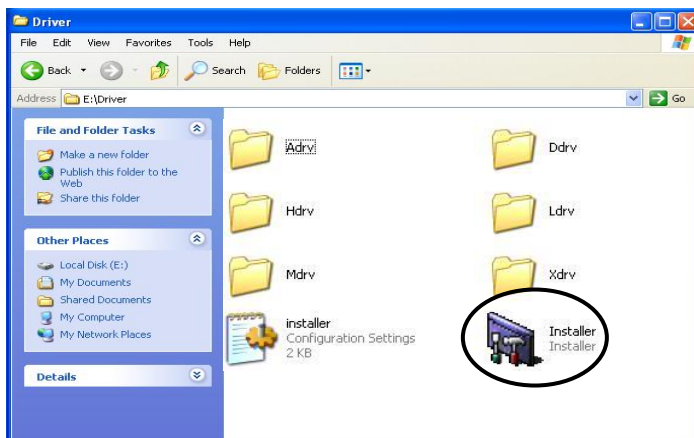 Driver
File Edit View Favorites Tools Help
Back Search Folders
Address E:\Driver Go
File and Folder Tasks
Make a new folder
Publish this folder to the
Web
Share this folder
Other Places
Local Disk (E:)
My Documents
Shared Documents
My Computer
My Network Places
Details
Adrv Ddrv
Hdrv Ldrv
Mdrv Xdrv
installer
Configuration Settings
2 KB
Installer
Installer